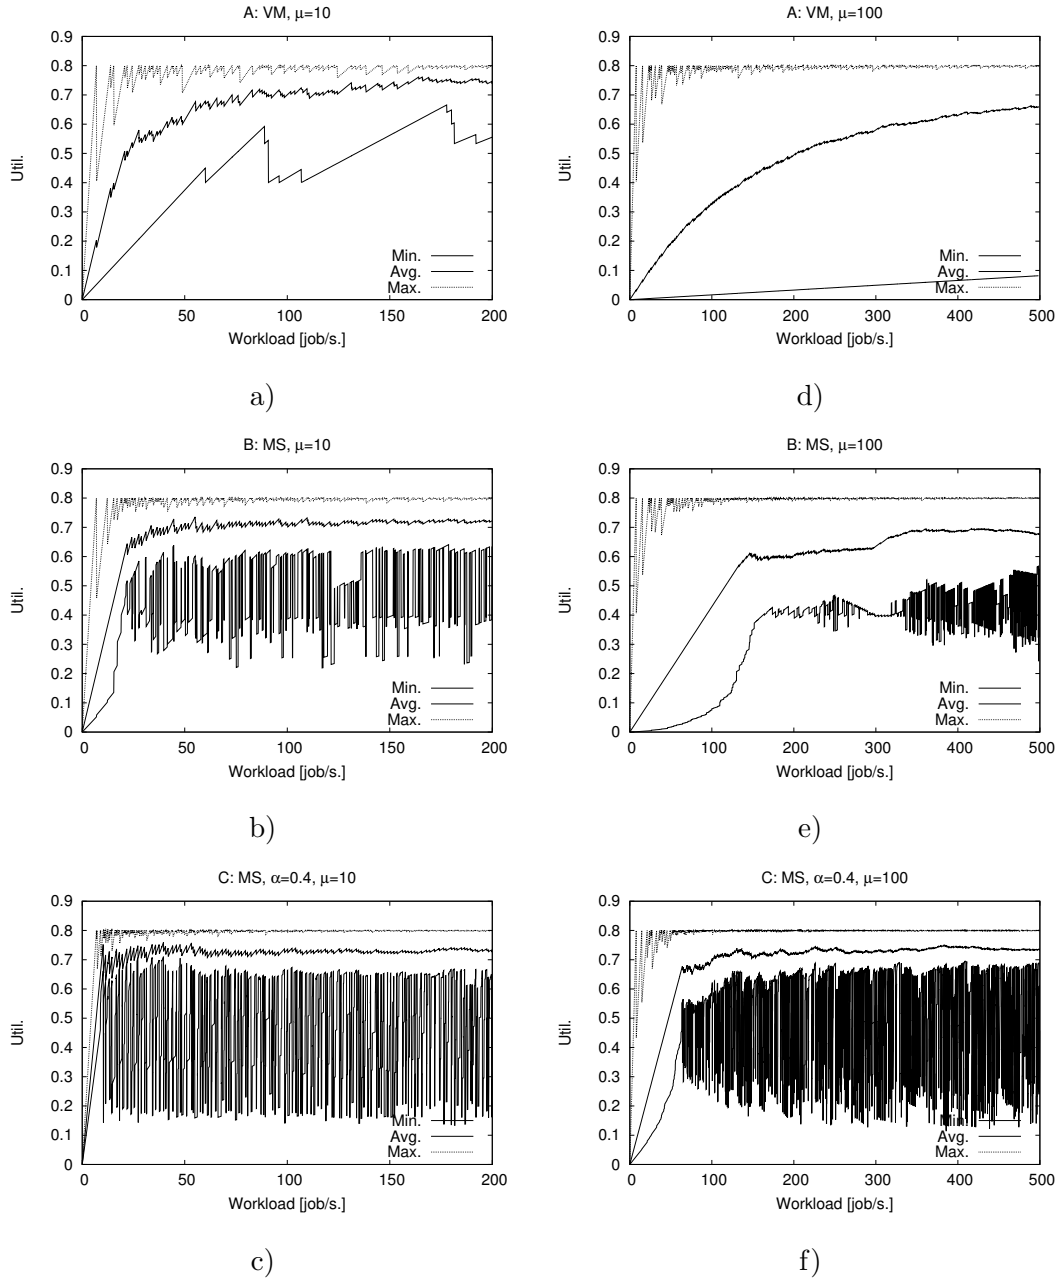 A: VM, μ=10
0.9
0.8
0.7
0.6
0.5
0.4
0.3
0.2
0.1
0
Util.
Min.
Avg.
Max.
0 50 100 150 200
Workload [job/s.]
a)
A: VM, μ=100
0.9
0.8
0.7
0.6
0.5
0.4
0.3
0.2
0.1
0
Util.
Min.
Avg.
Max.
0 100 200 300 400 500
Workload [job/s.]
d)
B: MS, μ=10
0.9
0.8
0.7
0.6
0.5
0.4
0.3
0.2
0.1
0
Util.
Min.
Avg.
Max.
0 50 100 150 200
Workload [job/s.]
b)
B: MS, μ=100
0.9
0.8
0.7
0.6
0.5
0.4
0.3
0.2
0.1
0
Util.
Min.
Avg.
Max.
0 100 200 300 400 500
Workload [job/s.]
e)
C: MS, α=0.4, μ=10
0.9
0.8
0.7
0.6
0.5
0.4
0.3
0.2
0.1
0
Util.
Min.
Avg.
Max.
0 50 100 150 200
Workload [job/s.]
c)
C: MS, α=0.4, μ=100
0.9
0.8
0.7
0.6
0.5
0.4
0.3
0.2
0.1
0
Util.
Min.
Avg.
Max.
0 100 200 300 400 500
Workload [job/s.]
f)